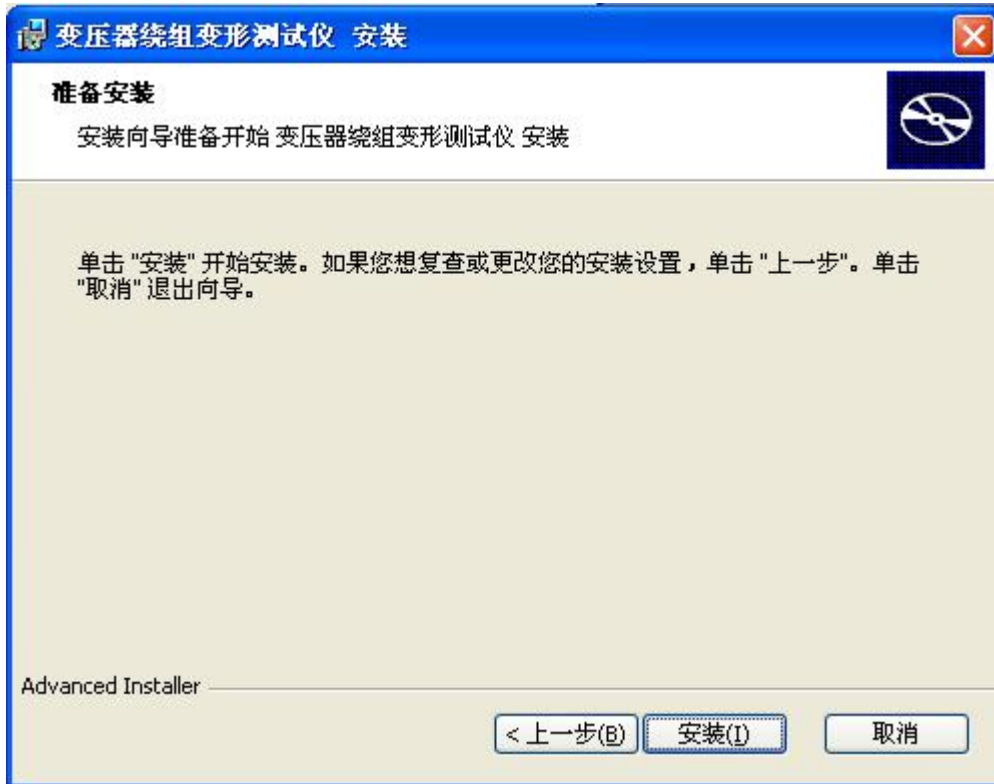 变压器绕组变形测试仪 安装
准备安装
安装向导准备开始 变压器绕组变形测试仪 安装
单击 "安装" 开始安装。如果您想复查或更改您的安装设置，单击 "上一步"。单击
"取消" 退出向导。
Advanced Installer
< 上一步(B)
安装(I)
取消